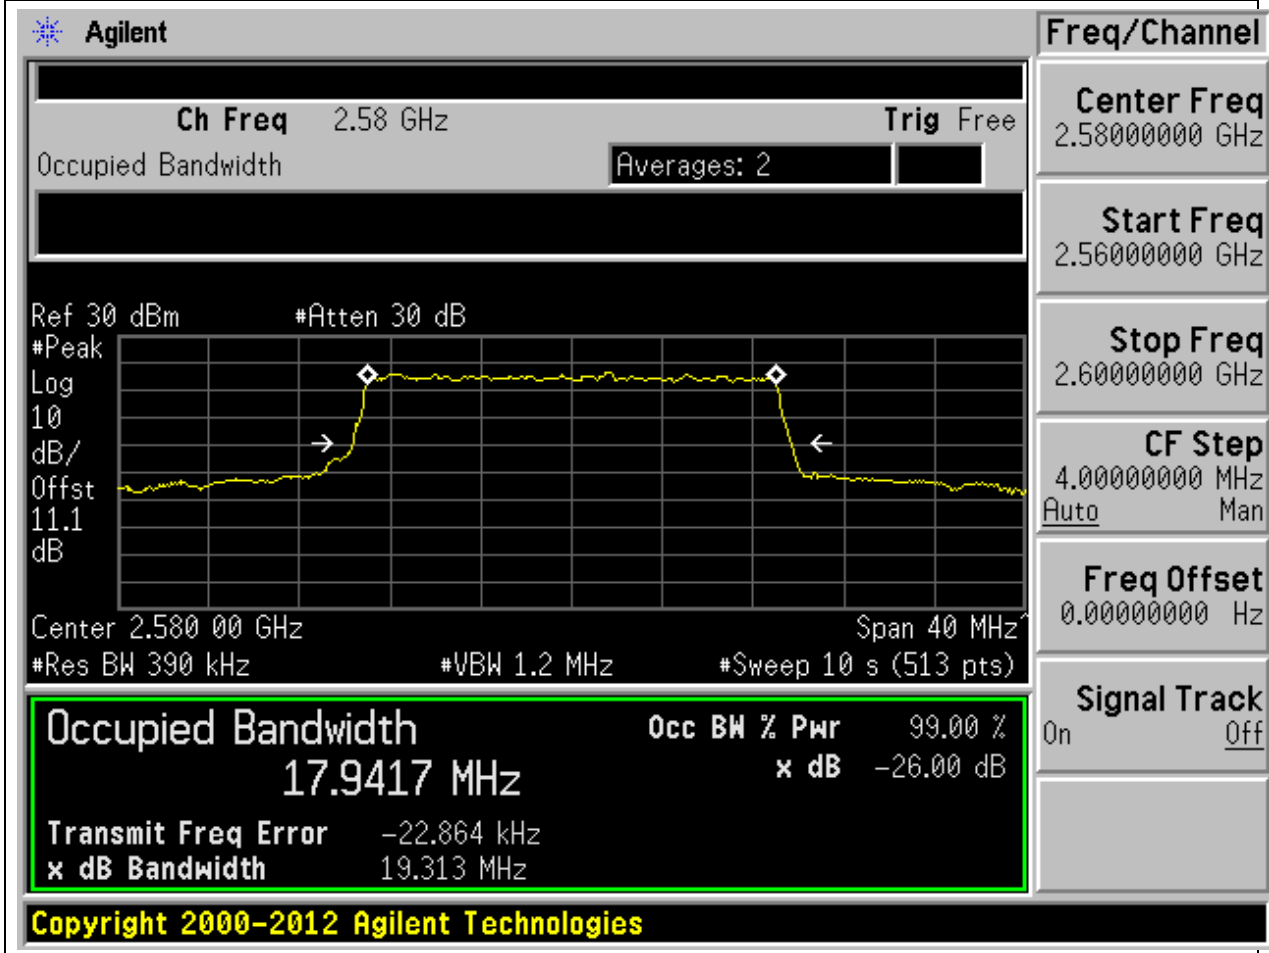 Agilent
Freq/Channel
Ch Freq 2.58 GHz Trig Free
Occupied Bandwidth Averages: 2
Center Freq
2.58000000 GHz
Start Freq
2.56000000 GHz
Stop Freq
2.60000000 GHz
CF Step
4.00000000 MHz
Auto Man
Freq Offset
0.00000000 Hz
Signal Track
On Off
Ref 30 dBm #Atten 30 dB
#Peak
Log
10
dB/
Offst
11.1
dB
Center 2.580 00 GHz Span 40 MHz^
#Res BW 390 kHz #VBW 1.2 MHz #Sweep 10 s (513 pts)
Occupied Bandwidth Occ BW % Pwr 99.00 %
17.9417 MHz x dB -26.00 dB
Transmit Freq Error -22.864 kHz
x dB Bandwidth 19.313 MHz
Copyright 2000-2012 Agilent Technologies